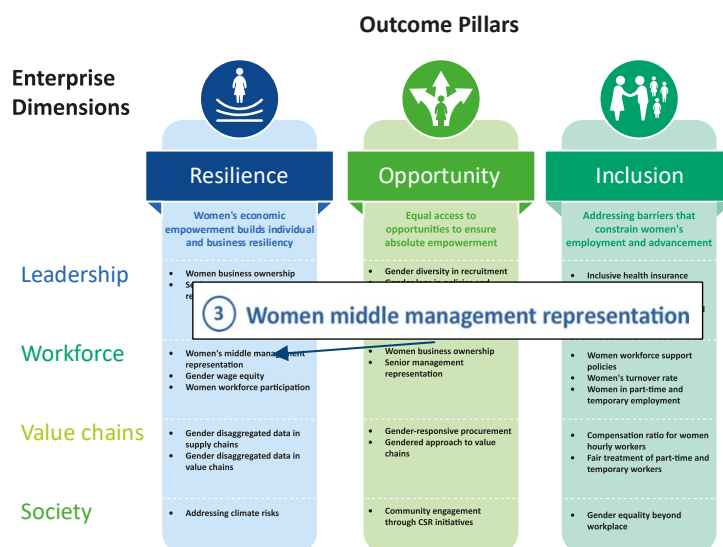 Outcome Pillars
Enterprise
Dimensions
Resilience
Opportunity
Inclusion
Women's economic
empowerment builds individual
and business resiliency
Equal access to
opportunities to ensure
absolute empowerment
Addressing barriers that
constrain women's
employment and advancement
Leadership
• Women business ownership
• Gender diversity in recruitment
• Inclusive health insurance
3 Women middle management representation
Workforce
• Women's middle management
representation
• Gender wage equity
• Women workforce participation
• Women business ownership
• Senior management
representation
• Women workforce support
policies
• Women's turnover rate
• Women in part-time and
temporary employment
Value chains
• Gender disaggregated data in
supply chains
• Gender disaggregated data in
value chains
• Gender-responsive procurement
• Gendered approach to value
chains
• Compensation ratio for women
hourly workers
• Fair treatment of part-time and
temporary workers
Society
• Addressing climate risks
• Community engagement
through CSR initiatives
• Gender equality beyond
workplace